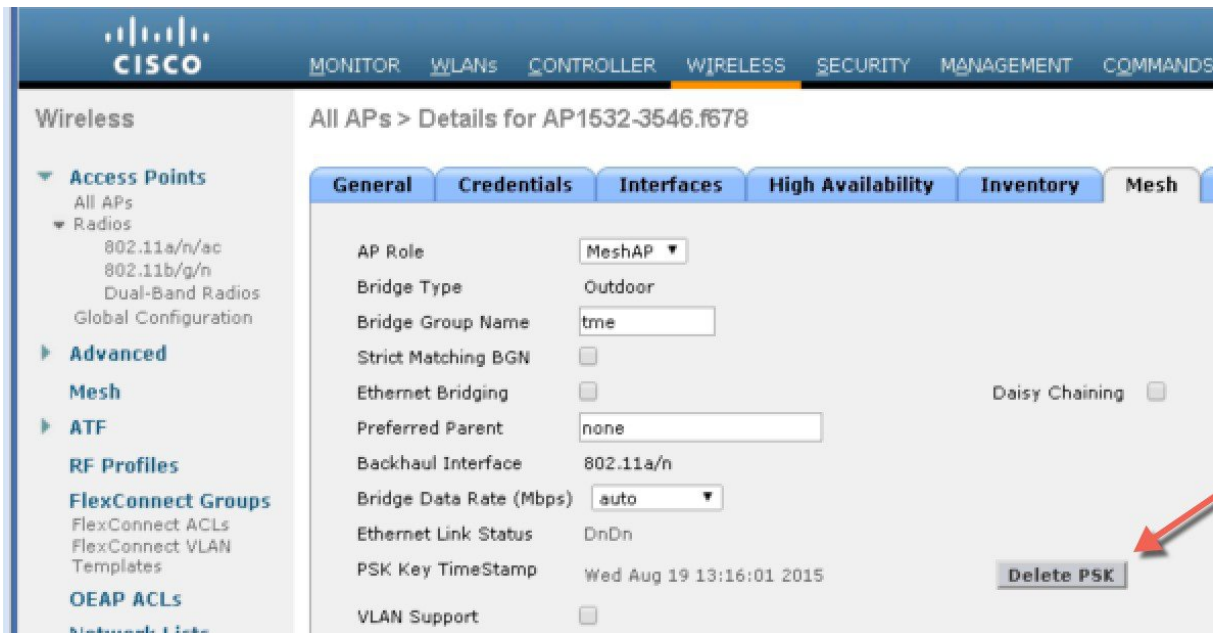 CISCO
MONITOR WLANs CONTROLLER WIRELESS SECURITY MANAGEMENT COMMANDS
Wireless
Access Points
All APs
Radios
802.11a/n/ac
802.11b/g/n
Dual-Band Radios
Global Configuration
Advanced
Mesh
ATF
RF Profiles
FlexConnect Groups
FlexConnect ACLs
FlexConnect VLAN
Templates
OEAP ACLs
Network Lists
All APs > Details for AP1532-3546.f678
General Credentials Interfaces High Availability Inventory Mesh
AP Role MeshAP
Bridge Type Outdoor
Bridge Group Name tme
Strict Matching BGN
Ethernet Bridging Daisy Chaining
Preferred Parent none
Backhaul Interface 802.11a/n
Bridge Data Rate (Mbps) auto
Ethernet Link Status DnDn
PSK Key TimeStamp Wed Aug 19 13:16:01 2015 Delete PSK
VLAN Support